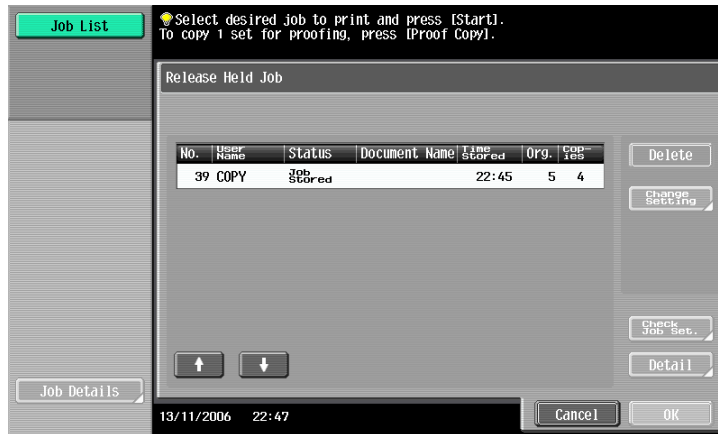 Job List
Select desired job to print and press [Start].
To copy 1 set for proofing, press [Proof Copy].
Release Held Job
No. User Name Status Document Name Time Stored Org. Cop-ies
39 COPY Job Stored 22:45 5 4
Delete
Change Setting
Check Job Set.
Detail
Job Details
13/11/2006 22:47
Cancel
OK